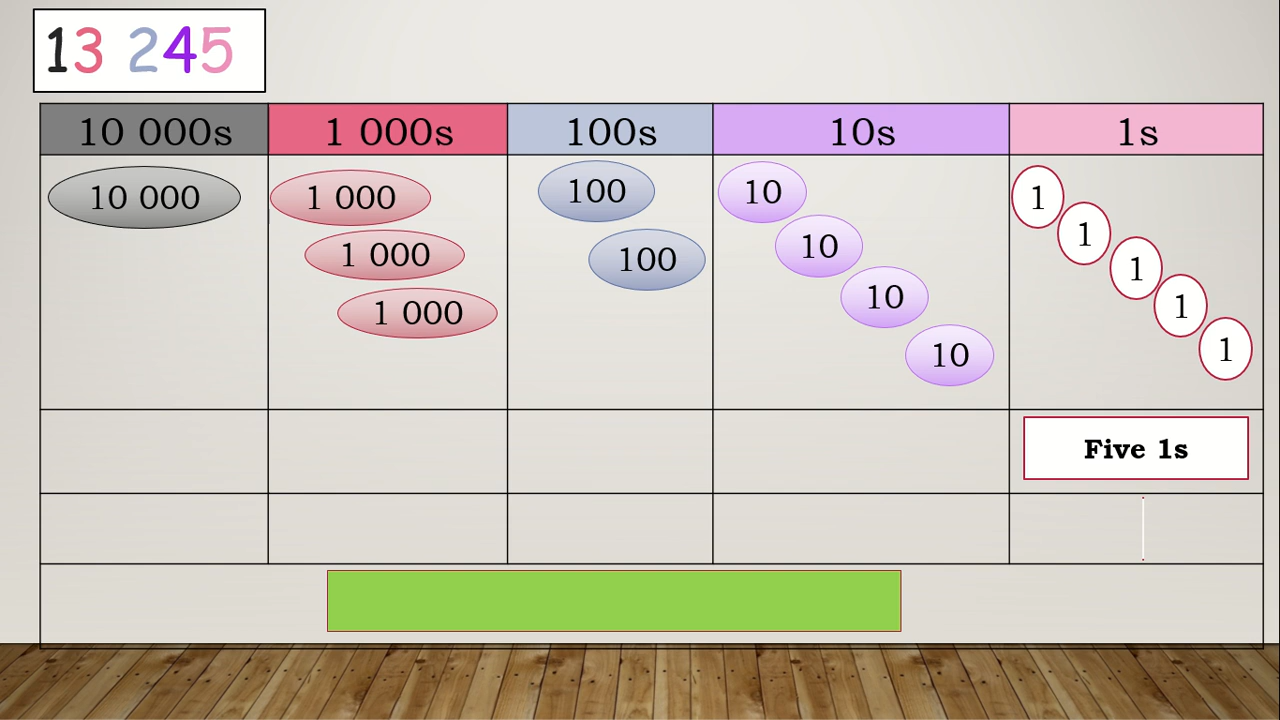 13 245
10 000s 1 000s 100s 10s 1s
10 000 1 000 100 10 1
1 000 100 10 1
1 000 10 1
10 1
1
Five 1s